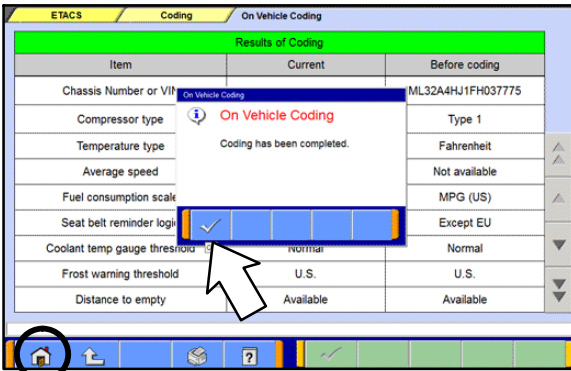 ETACS Coding On Vehicle Coding
Results of Coding
Item Current Before coding
Chassis Number or VIN ML32A4HJ1FH037775
Compressor type Type 1
Temperature type Fahrenheit
Average speed Not available
Fuel consumption scale MPG (US)
Seat belt reminder logi Except EU
Coolant temp gauge threshold Normal Normal
Frost warning threshold U.S. U.S.
Distance to empty Available Available
On Vehicle Coding
On Vehicle Coding
Coding has been completed.
?